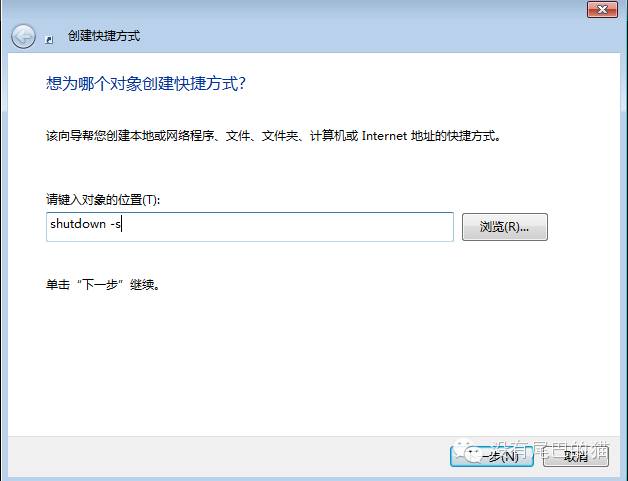 创建快捷方式
想为哪个对象创建快捷方式?
该向导帮您创建本地或网络程序、文件、文件夹、计算机或 Internet 地址的快捷方式。
请键入对象的位置(T):
shutdown -s
浏览(R)...
单击“下一步”继续。
没有尾巴的猫
一步(N)
取消